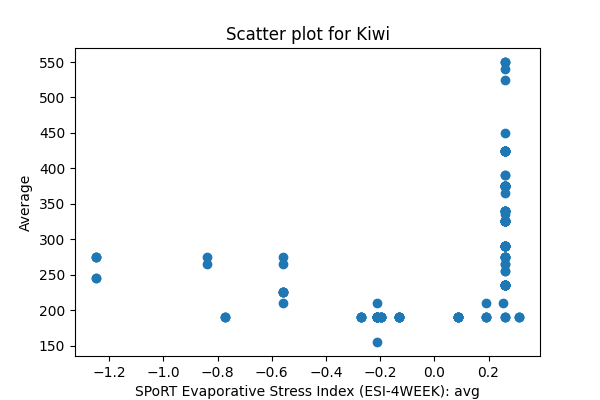 Scatter plot for Kiwi
Average
550
500
450
400
350
300
250
200
150
−1.2 −1.0 −0.8 −0.6 −0.4 −0.2 0.0 0.2
SPoRT Evaporative Stress Index (ESI-4WEEK): avg